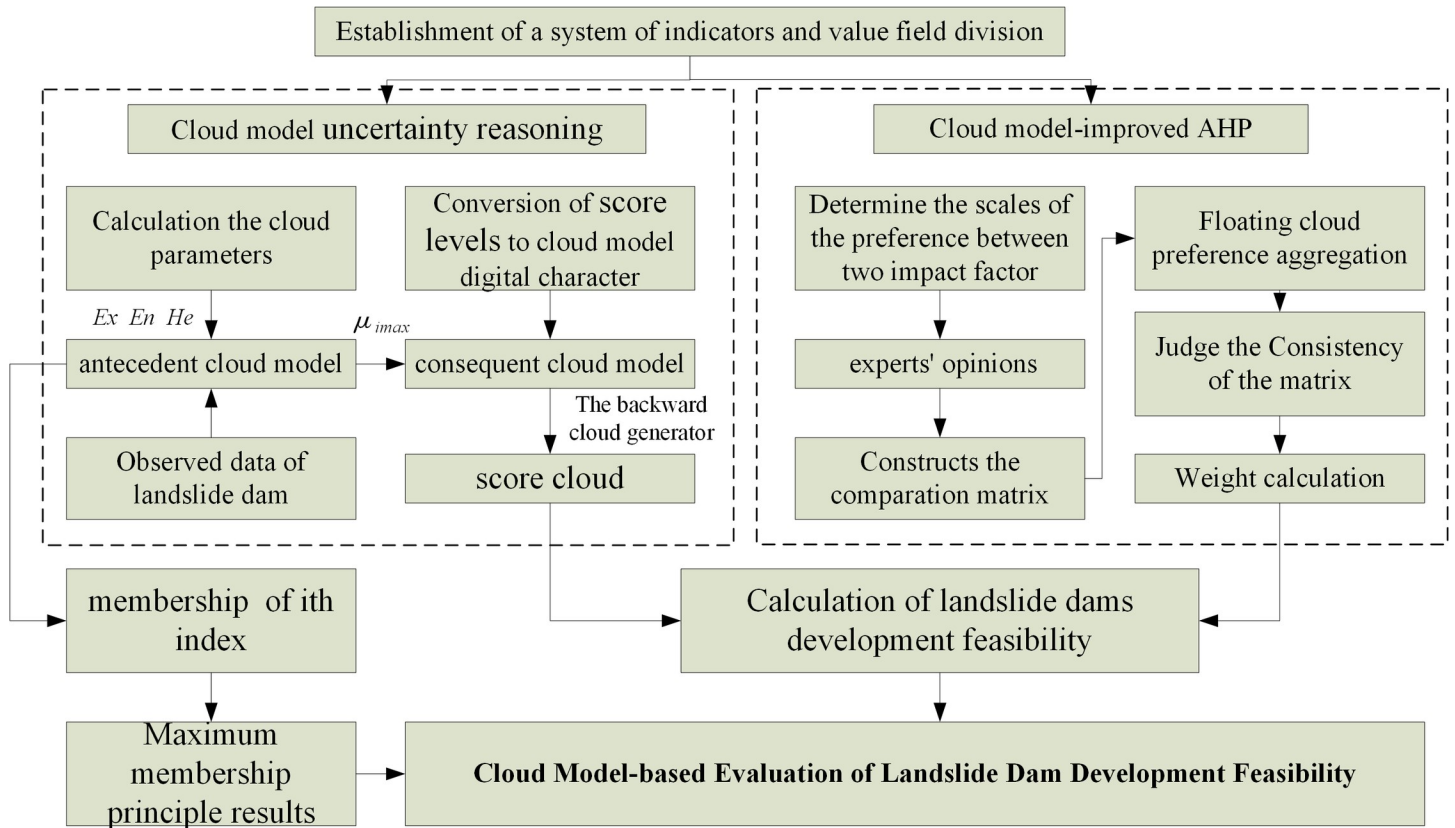 Establishment of a system of indicators and value field division
Cloud model uncertainty reasoning
Calculation the cloud
parameters
Conversion of score
levels to cloud model
digital character
Ex En He
μ imax
antecedent cloud model
consequent cloud model
The backward
cloud generator
Observed data of
landslide dam
score cloud
Cloud model-improved AHP
Determine the scales of
the preference between
two impact factor
experts' opinions
Constructs the
comparation matrix
Floating cloud
preference aggregation
Judge the Consistency
of the matrix
Weight calculation
membership of ith
index
Calculation of landslide dams
development feasibility
Maximum
membership
principle results
Cloud Model-based Evaluation of Landslide Dam Development Feasibility